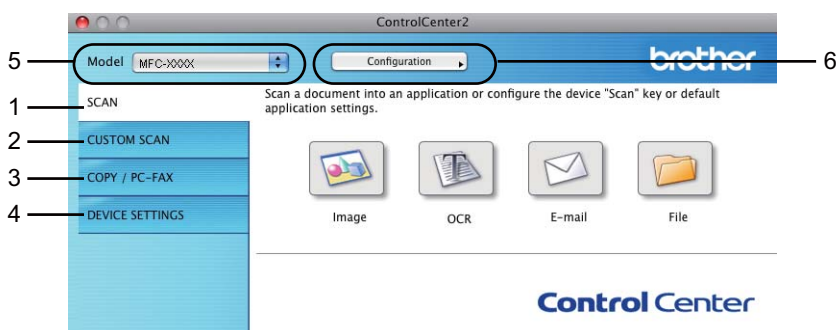 ControlCenter2
5
Model MFC-XXXX
Configuration
brother
6
1
SCAN
Scan a document into an application or configure the device "Scan" key or default
application settings.
2
CUSTOM SCAN
3
COPY / PC-FAX
4
DEVICE SETTINGS
T
Image
OCR
E-mail
File
Control Center